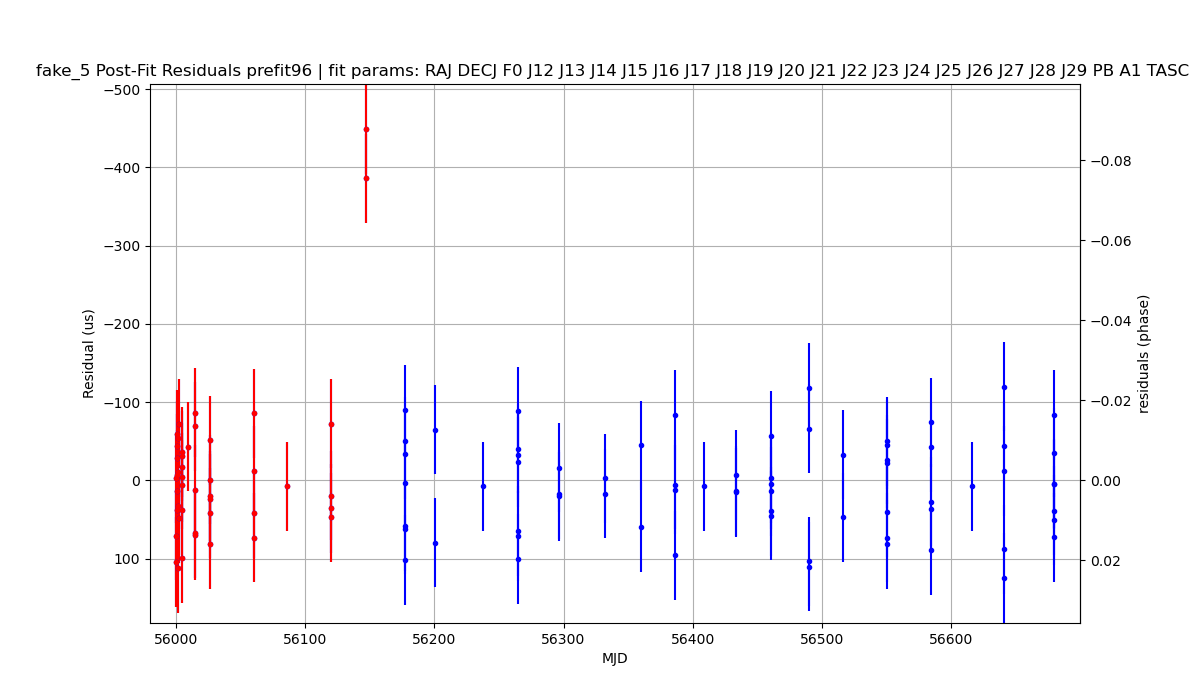 fake_5 Post-Fit Residuals prefit96 | fit params: RAJ DECJ F0 J12 J13 J14 J15 J16 J17 J18 J19 J20 J21 J22 J23 J24 J25 J26 J27 J28 J29 PB A1 TASC
−500
−400
−300
−200
−100
0
100
Residual (us)
−0.08
−0.06
−0.04
−0.02
0.00
0.02
residuals (phase)
56000 56100 56200 56300 56400 56500 56600
MJD